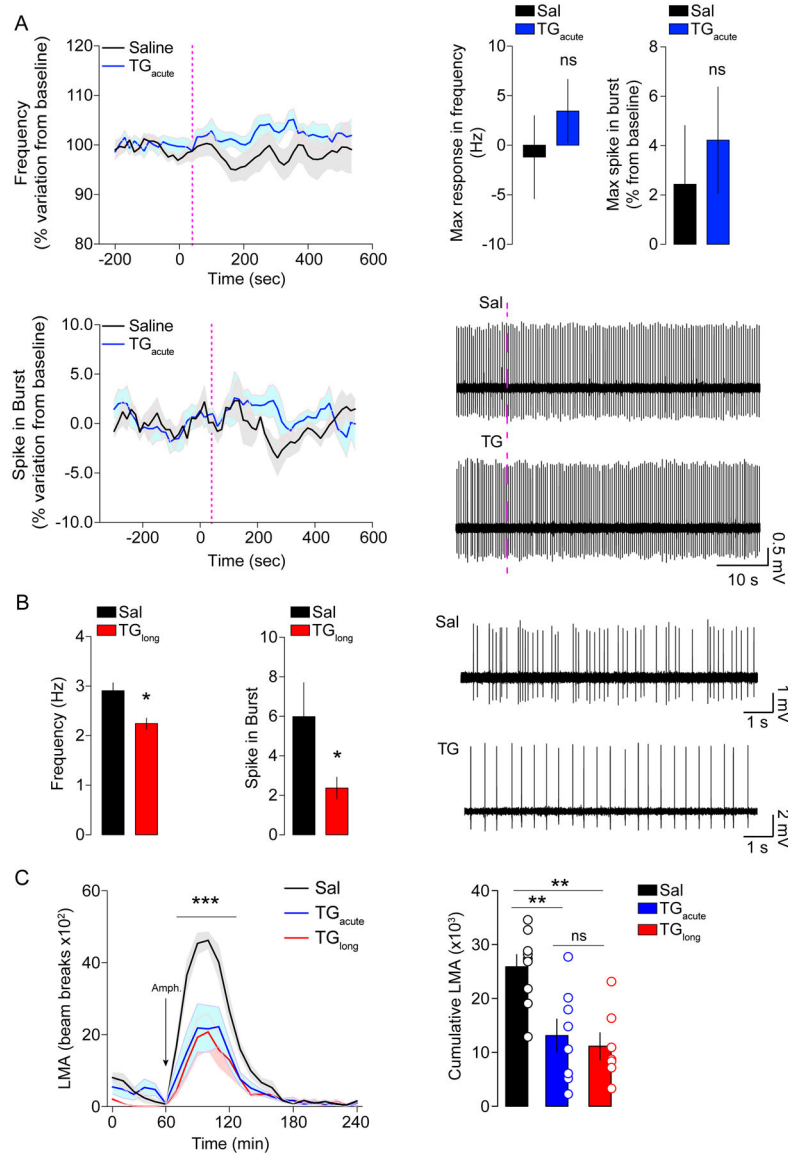 A
Saline
TGacute
Frequency
(% variation from baseline)
120
110
100
90
80
-200
0
200
400
600
Time (sec)
Sal
TGacute
Max response in frequency
(Hz)
10
5
0
-5
-10
ns
Sal
TGacute
Max spike in burst
(% from baseline)
8
6
4
2
0
ns
Saline
TGacute
Spike in Burst
(% variation from baseline)
10.0
5.0
0.0
-5.0
-10.0
-200
0
200
400
600
Time (sec)
Sal
TG
0.5 mV
10 s
B
Sal
TGlong
Frequency (Hz)
4
3
2
1
0
*
Sal
TGlong
Spike in Burst
10
8
6
4
2
0
*
Sal
1 mV
1 s
TG
2 mV
1 s
C
Sal
TGacute
TGlong
***
Amph.
LMA (beam breaks x10²)
60
40
20
0
0
60
120
180
240
Time (min)
Sal
TGacute
TGlong
**
**
ns
Cumulative LMA (x10³)
40
30
20
10
0